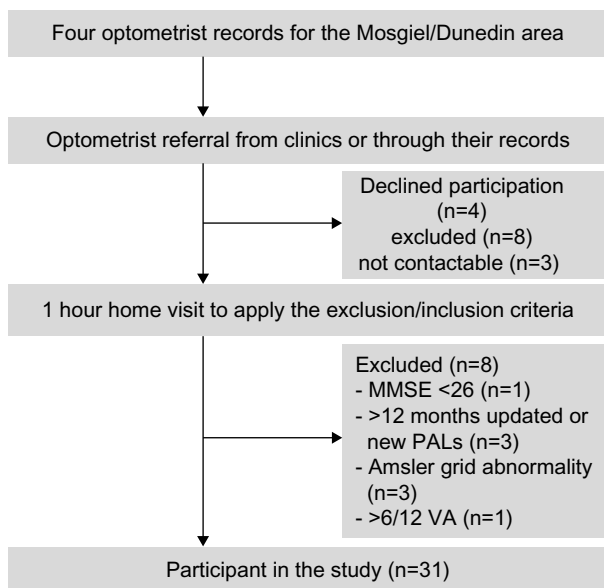 Four optometrist records for the Mosgiel/Dunedin area
Optometrist referral from clinics or through their records
Declined participation
(n=4)
excluded (n=8)
not contactable (n=3)
1 hour home visit to apply the exclusion/inclusion criteria
Excluded (n=8)
- MMSE <26 (n=1)
- >12 months updated or
new PALs (n=3)
- Amsler grid abnormality
(n=3)
- >6/12 VA (n=1)
Participant in the study (n=31)